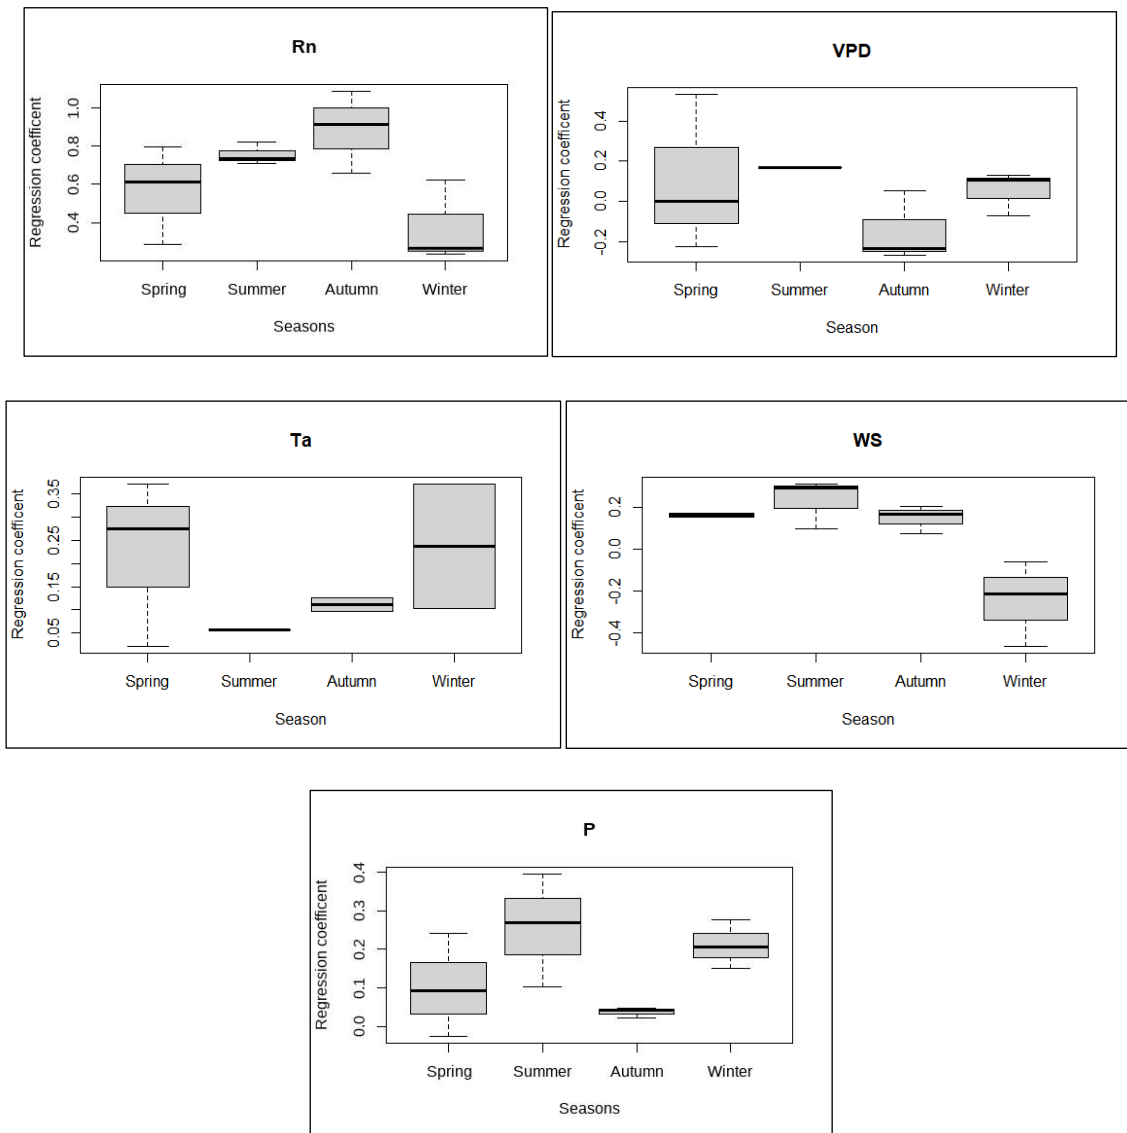 Rn
Regression coefficent
1.0
0.8
0.6
0.4
Spring Summer Autumn Winter
Seasons
VPD
Regression coefficient
0.4
0.2
0.0
-0.2
Spring Summer Autumn Winter
Season
Ta
Regression coefficent
0.35
0.25
0.15
0.05
Spring Summer Autumn Winter
Season
WS
Regression coefficient
0.2
0.0
-0.2
-0.4
Spring Summer Autumn Winter
Season
P
Regression coefficent
0.4
0.3
0.2
0.1
0.0
Spring Summer Autumn Winter
Seasons